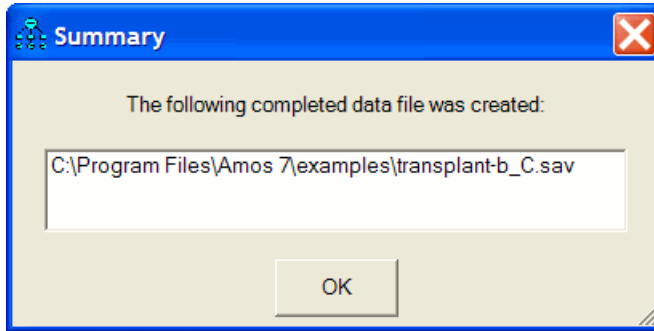 Summary
The following completed data file was created:
C:\Program Files\Amos 7\examples\transplant-b_C.sav
OK